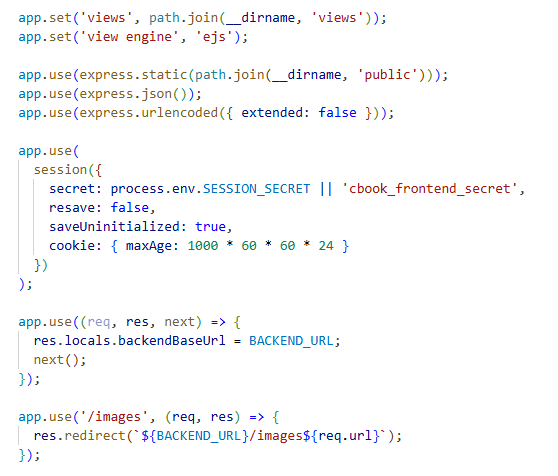 app.set('views', path.join(__dirname, 'views'));
app.set('view engine', 'ejs');

app.use(express.static(path.join(__dirname, 'public')));
app.use(express.json());
app.use(express.urlencoded({ extended: false }));

app.use(
  session({
    secret: process.env.SESSION_SECRET || 'cbook_frontend_secret',
    resave: false,
    saveUninitialized: true,
    cookie: { maxAge: 1000 * 60 * 60 * 24 }
  })
);

app.use((req, res, next) => {
  res.locals.backendBaseUrl = BACKEND_URL;
  next();
});

app.use('/images', (req, res) => {
  res.redirect(`${BACKEND_URL}/images${req.url}`);
});